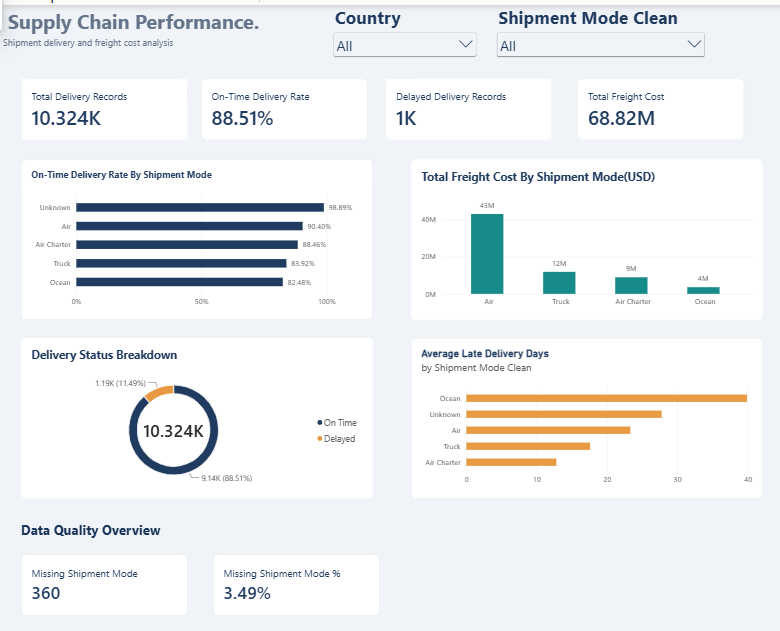 Supply Chain Performance.
Shipment delivery and freight cost analysis
Country
All
Shipment Mode Clean
All
Total Delivery Records
10.324K
On-Time Delivery Rate
88.51%
Delayed Delivery Records
1K
Total Freight Cost
68.82M
On-Time Delivery Rate By Shipment Mode
Unknown 98.89%
Air 90.40%
Air Charter 88.46%
Truck 83.92%
Ocean 82.48%
0% 50% 100%
Total Freight Cost By Shipment Mode(USD)
43M
40M
12M
20M
9M
4M
0M
Air Truck Air Charter Ocean
Delivery Status Breakdown
1.19K (11.49%)
10.324K
On Time
Delayed
9.14K (88.51%)
Average Late Delivery Days
by Shipment Mode Clean
Ocean
Unknown
Air
Truck
Air Charter
0 10 20 30 40
Data Quality Overview
Missing Shipment Mode
360
Missing Shipment Mode %
3.49%